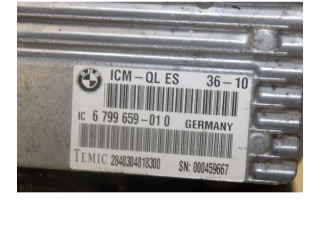 ICM-QL ES 36-10
IC 6 799 659-01 0 GERMANY
TEMIC 2840304818300 SN: 000459667